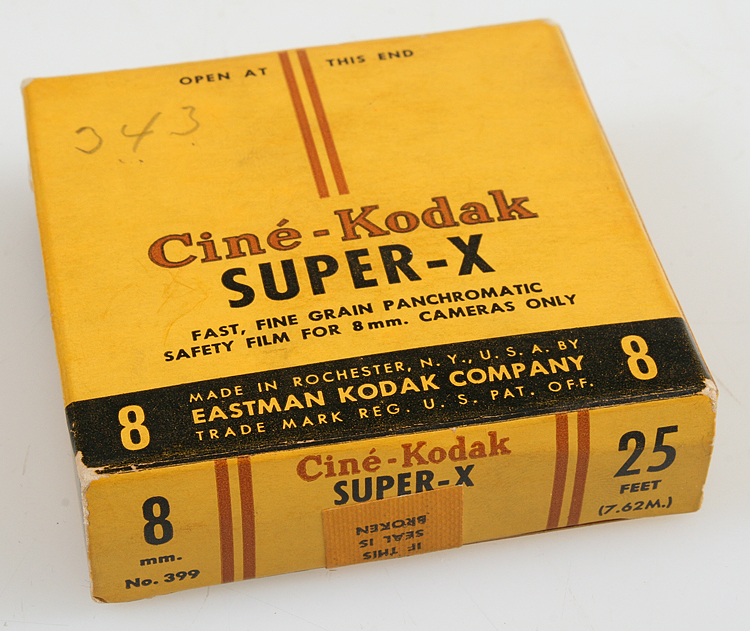 OPEN AT THIS END
343
Ciné-Kodak
SUPER-X
FAST, FINE GRAIN PANCHROMATIC
SAFETY FILM FOR 8mm. CAMERAS ONLY
8
MADE IN ROCHESTER, N. Y., U. S. A. BY
EASTMAN KODAK COMPANY
TRADE MARK REG. U. S. PAT. OFF.
8
Ciné-Kodak
SUPER-X
8
mm.
No. 399
IF THIS
SEAL IS
BROKEN
25
FEET
(7.62M.)